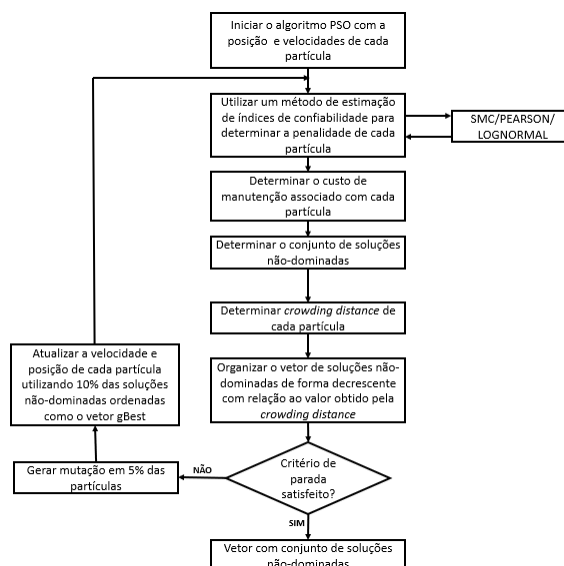 Iniciar o algoritmo PSO com a
posição e velocidades de cada
partícula
Utilizar um método de estimação
de índices de confiabilidade para
determinar a penalidade de cada
partícula
SMC/PEARSON/
LOGNORMAL
Determinar o custo de
manutenção associado com cada
partícula
Determinar o conjunto de soluções
não-dominadas
Determinar crowding distance de
cada partícula
Organizar o vetor de soluções não-
dominadas de forma decrescente
com relação ao valor obtido pela
crowding distance
Atualizar a velocidade e
posição de cada partícula
utilizando 10% das soluções
não-dominadas ordenadas
como o vetor gBest
Critério de
parada
satisfeito?
NÃO
Gerar mutação em 5% das
partículas
SIM
Vetor com conjunto de soluções
não-dominadas